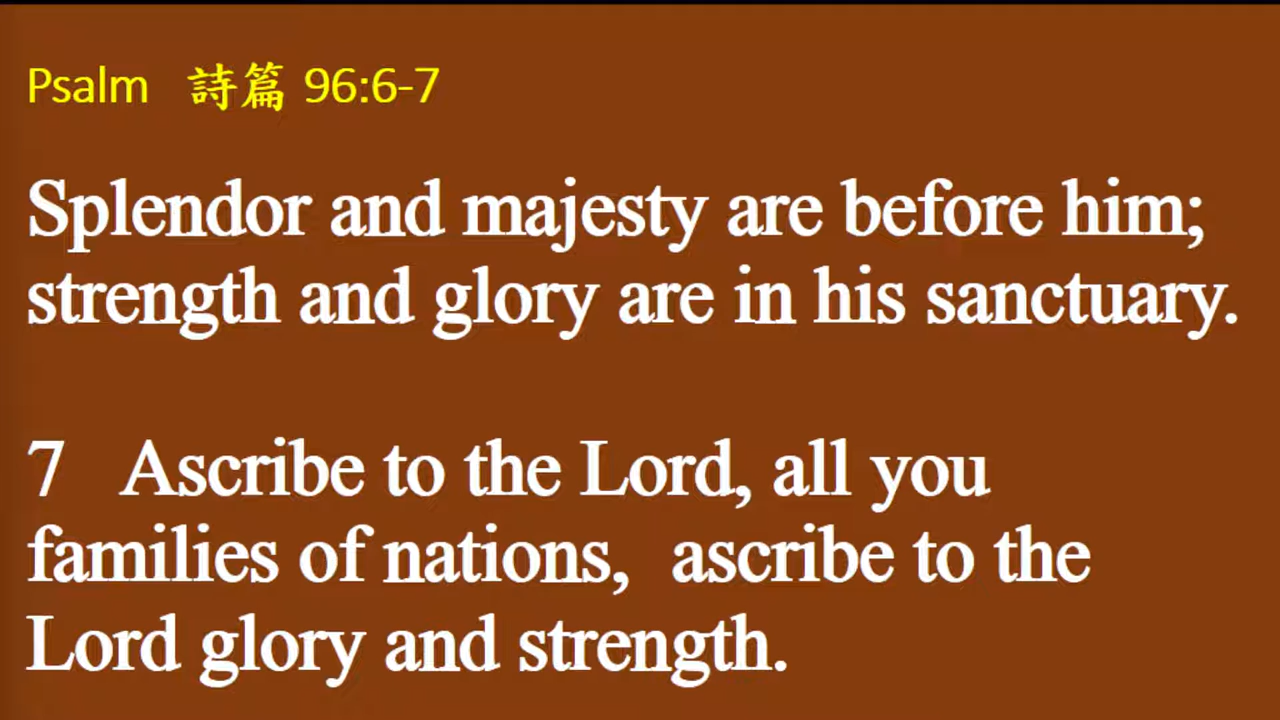 Psalm 詩篇 96:6-7
Splendor and majesty are before him;
strength and glory are in his sanctuary.
7 Ascribe to the Lord, all you
families of nations, ascribe to the
Lord glory and strength.